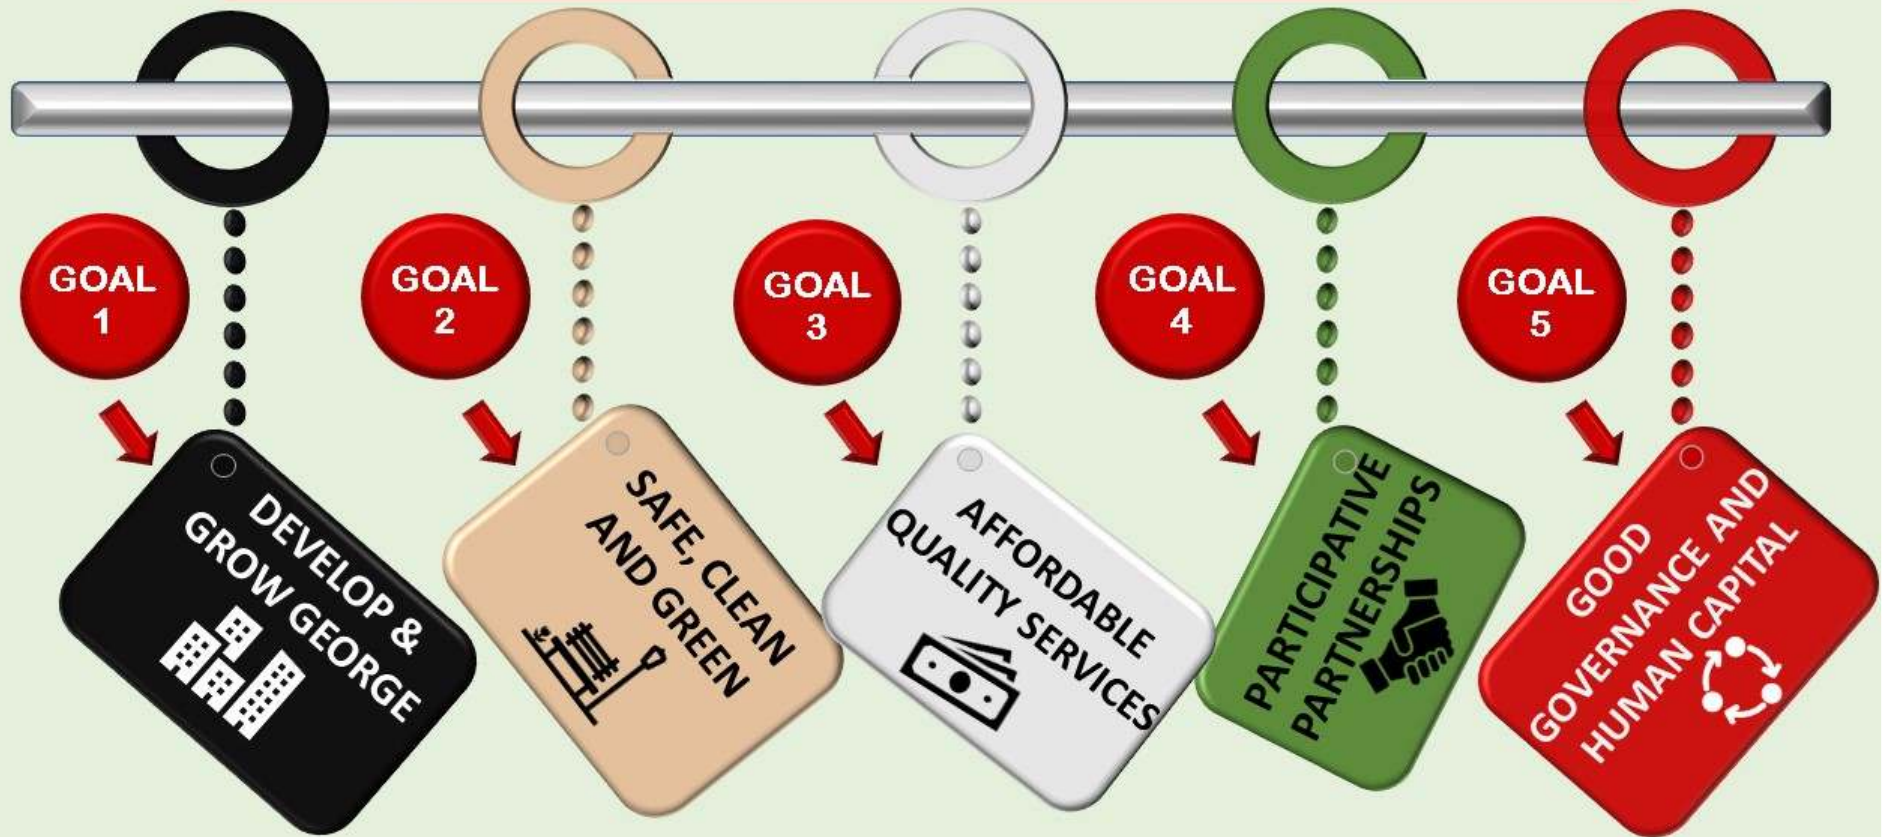 GOAL
1
GOAL
2
GOAL
3
GOAL
4
GOAL
5
DEVELOP &
GROW GEORGE
SAFE, CLEAN
AND GREEN
AFFORDABLE
QUALITY SERVICES
PARTICIPATIVE
PARTNERSHIPS
GOOD
GOVERNANCE AND
HUMAN CAPITAL